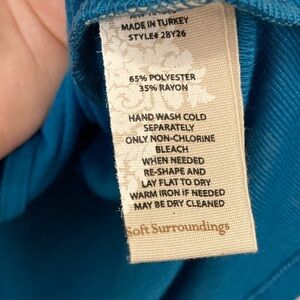 MADE IN TURKEY
STYLE# 2BY26
65% POLYESTER
35% RAYON
HAND WASH COLD
SEPARATELY
ONLY NON-CHLORINE
BLEACH
WHEN NEEDED
RE-SHAPE AND
LAY FLAT TO DRY
WARM IRON IF NEEDED
MAY BE DRY CLEANED
Soft Surroundings